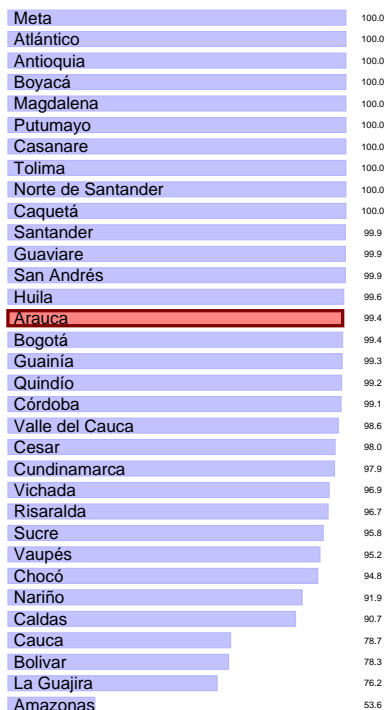 Meta 100.0
Atlántico 100.0
Antioquia 100.0
Boyacá 100.0
Magdalena 100.0
Putumayo 100.0
Casanare 100.0
Tolima 100.0
Norte de Santander 100.0
Caquetá 100.0
Santander 99.9
Guaviare 99.9
San Andrés 99.9
Huila 99.6
Arauca 99.4
Bogotá 99.4
Guainía 99.3
Quindío 99.2
Córdoba 99.1
Valle del Cauca 98.6
Cesar 98.0
Cundinamarca 97.9
Vichada 96.9
Risaralda 96.7
Sucre 95.8
Vaupés 95.2
Chocó 94.8
Nariño 91.9
Caldas 90.7
Cauca 78.7
Bolivar 78.3
La Guajira 76.2
Amazonas 53.6